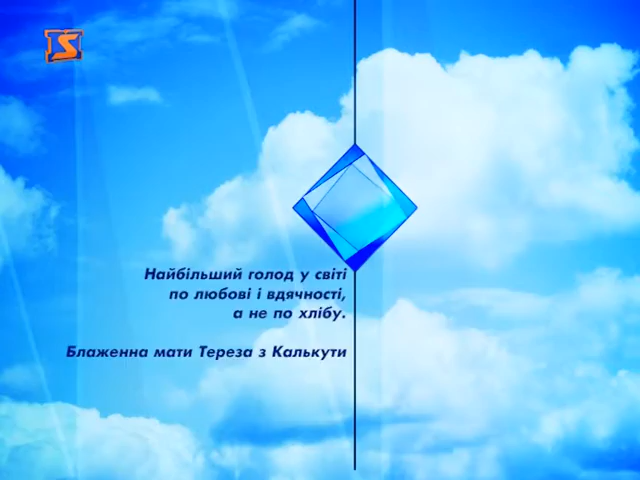 Найбільший голод у світі
по любові і вдячності,
а не по хлібу.
Блаженна мати Тереза з Калькути